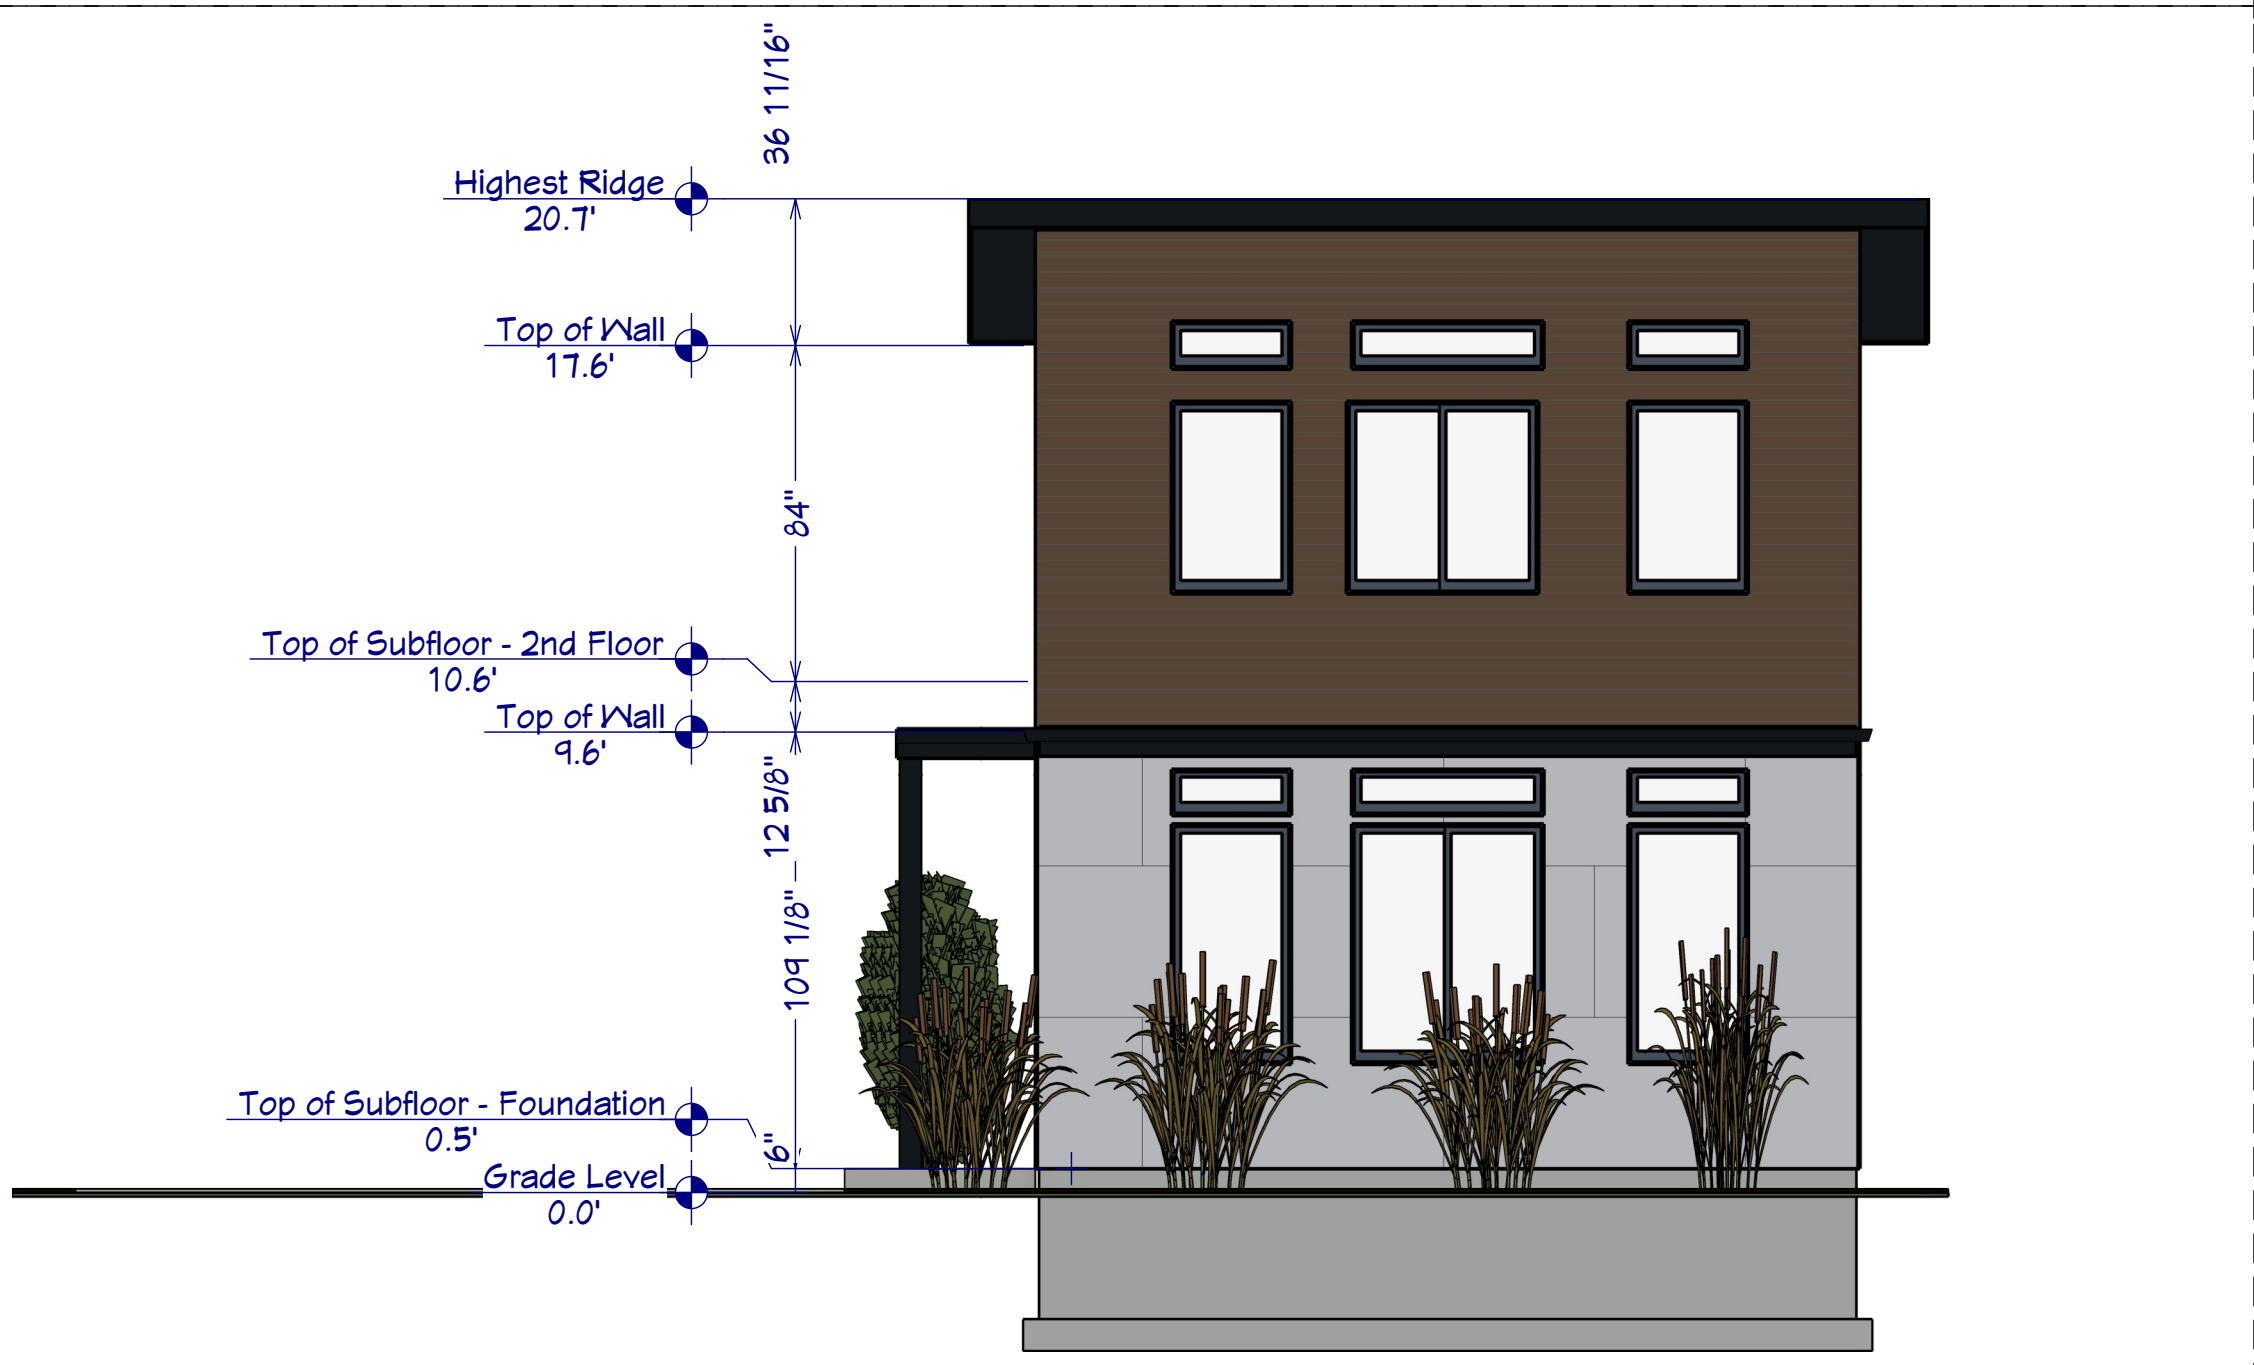 36 11/16"
Highest Ridge
20.7'
Top of Wall
17.6'
84"
Top of Subfloor - 2nd Floor
10.6'
Top of Wall
9.6'
12 5/8"
109 1/8"
Top of Subfloor - Foundation
0.5'
6"
Grade Level
0.0'